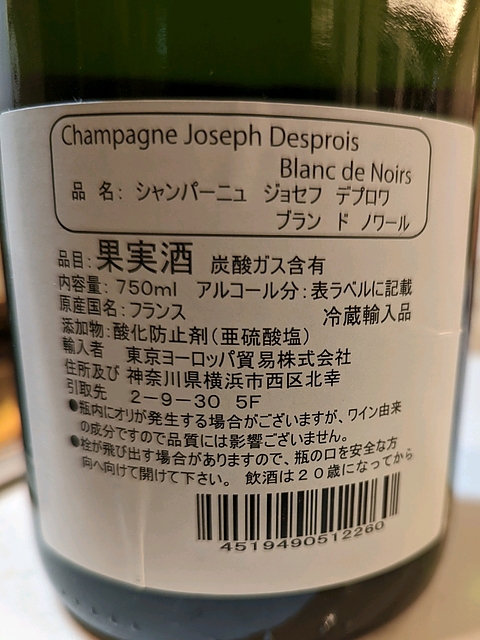 Champagne Joseph Desprois
Blanc de Noirs
品 名: シャンパーニュ ジョセフ デプロワ
ブラン ド ノワール
品目: 果実酒 炭酸ガス含有
内容量: 750ml アルコール分: 表ラベルに記載
原産国名: フランス 冷蔵輸入品
添加物: 酸化防止剤(亜硫酸塩)
輸入者 東京ヨーロッパ貿易株式会社
住所及び 神奈川県横浜市西区北幸
引取先 2-9-30 5F
●瓶内にオリが発生する場合がございますが、ワイン由来
の成分ですので品質には影響ございません。
●栓が飛び出す場合がありますので、瓶の口を安全な方
向へ向けて開けて下さい。 飲酒は20歳になってから
4519490512260